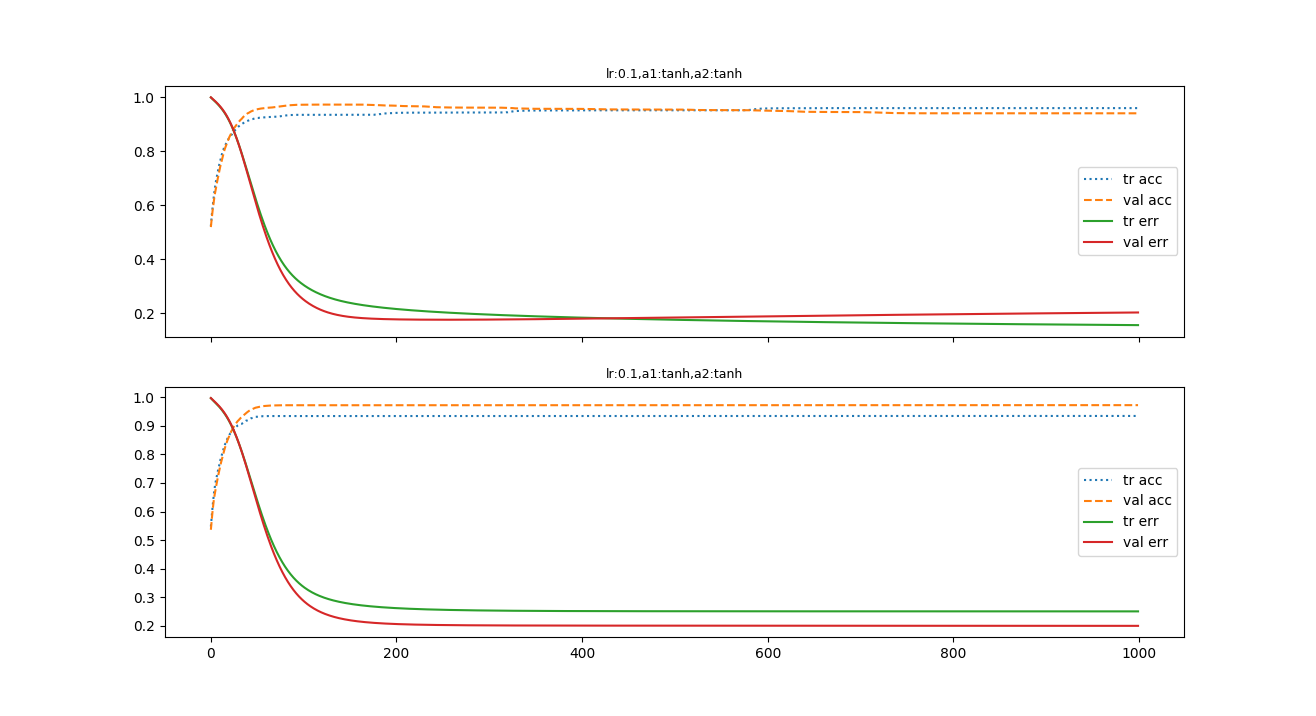 lr:0.1,a1:tanh,a2:tanh
1.0
0.8
0.6
0.4
0.2
tr acc
val acc
tr err
val err
lr:0.1,a1:tanh,a2:tanh
1.0
0.9
0.8
0.7
0.6
0.5
0.4
0.3
0.2
tr acc
val acc
tr err
val err
0 200 400 600 800 1000